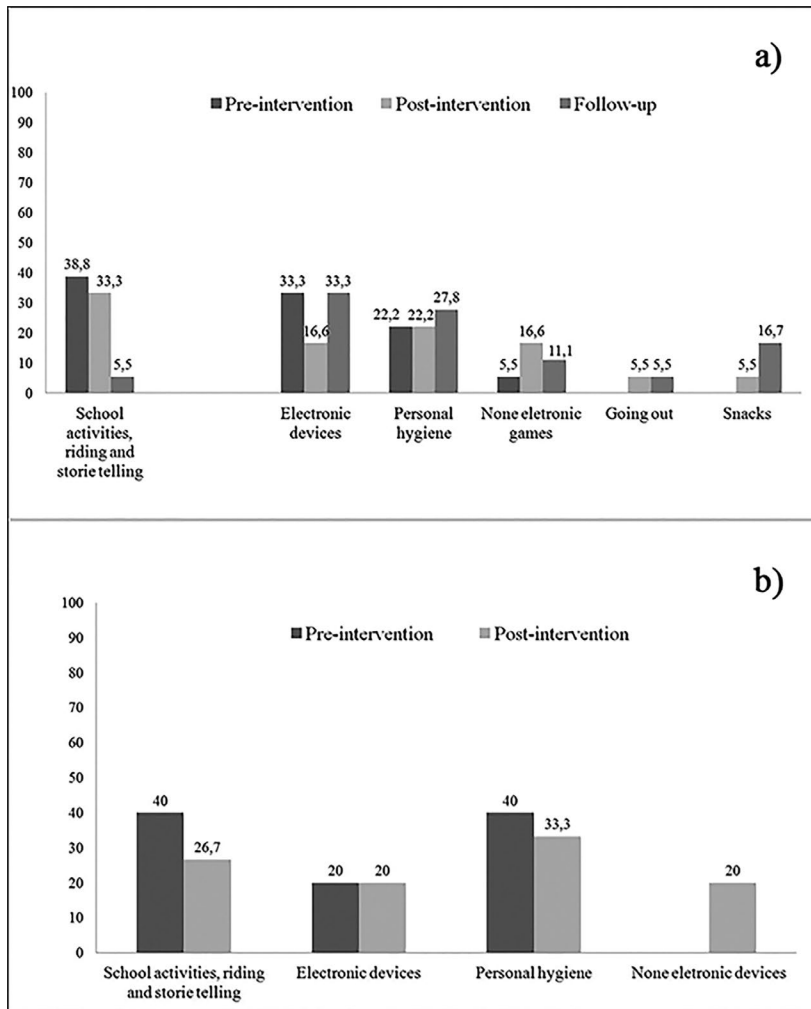 a)
Pre-intervention Post-intervention Follow-up
100
90
80
70
60
50
40
30
20
10
0
38,8 33,3 5,5
33,3 16,6 33,3
22,2 22,2 27,8
5,5 16,6 11,1
5,5 5,5
5,5 16,7
School
activities,
riding and
storie telling
Electronic
devices
Personal
hygiene
None eletronic
games
Going out
Snacks
b)
Pre-intervention Post-intervention
100
90
80
70
60
50
40
30
20
10
0
40 26,7
20 20
40 33,3
20
School activities, riding
and storie telling
Electronic devices
Personal hygiene
None eletronic devices